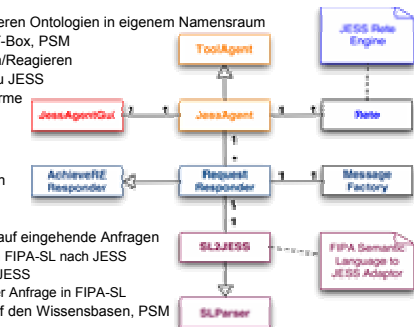 eren Ontologien in eigenem Namensraum
-Box, PSM
/Reagieren
u JESS
rme
auf eingehende Anfragen
FIPA-SL nach JESS
JESS
er Anfrage in FIPA-SL
f den Wissensbasen, PSM
JESS Rete
Engine
ToolAgent
JessAgentGui
1
1
JessAgent
1
1
Rete
1
*
AchieveRE
Responder
Request
Responder
1
1
Message
Factory
1
1
SL2JESS
FIPA Semantic
Language to
JESS Adaptor
SLParser